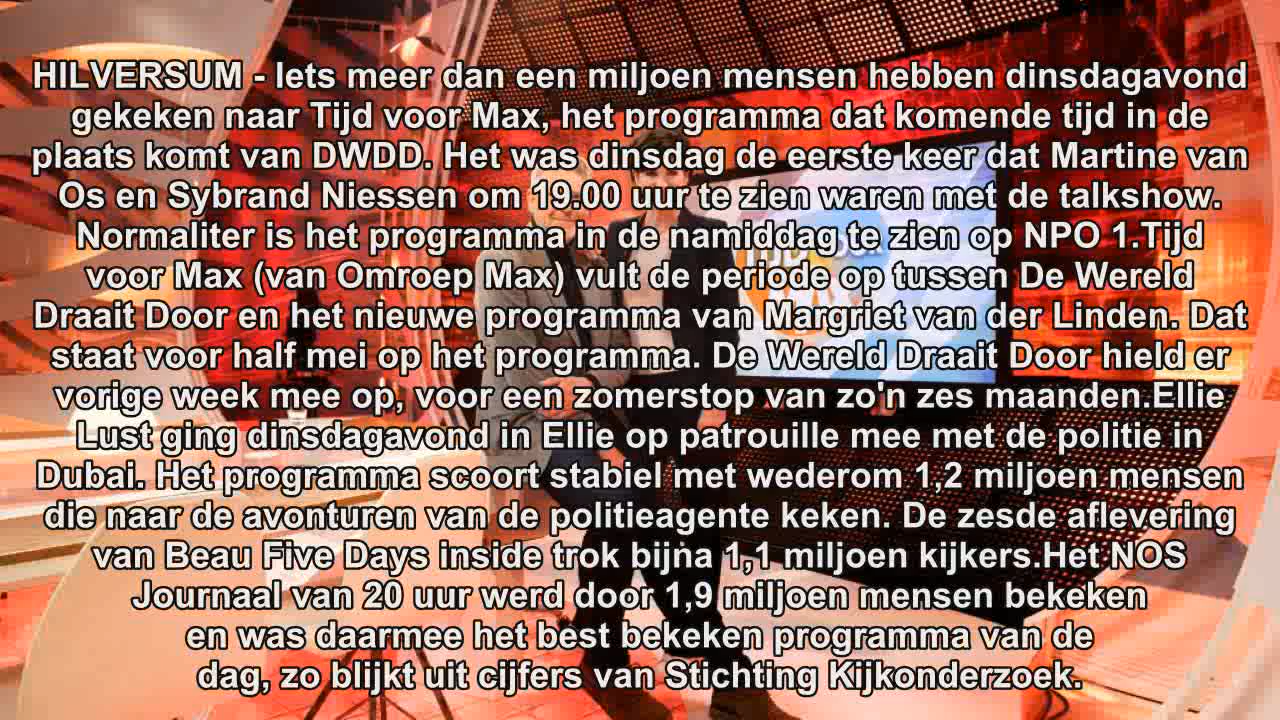 HILVERSUM - Iets meer dan een miljoen mensen hebben dinsdagavond
gekeken naar Tijd voor Max, het programma dat komende tijd in de
plaats komt van DWDD. Het was dinsdag de eerste keer dat Martine van
Os en Sybrand Niessen om 19.00 uur te zien waren met de talkshow.
Normaliter is het programma in de namiddag te zien op NPO 1.Tijd
voor Max (van Omroep Max) vult de periode op tussen De Wereld
Draait Door en het nieuwe programma van Margriet van der Linden. Dat
staat voor half mei op het programma. De Wereld Draait Door hield er
vorige week mee op, voor een zomerstop van zo'n zes maanden.Ellie
Lust ging dinsdagavond in Ellie op patrouille mee met de politie in
Dubai. Het programma scoort stabiel met wederom 1,2 miljoen mensen
die naar de avonturen van de politieagente keken. De zesde aflevering
van Beau Five Days inside trok bijna 1,1 miljoen kijkers.Het NOS
Journaal van 20 uur werd door 1,9 miljoen mensen bekeken
en was daarmee het best bekeken programma van de
dag, zo blijkt uit cijfers van Stichting Kijkonderzoek.